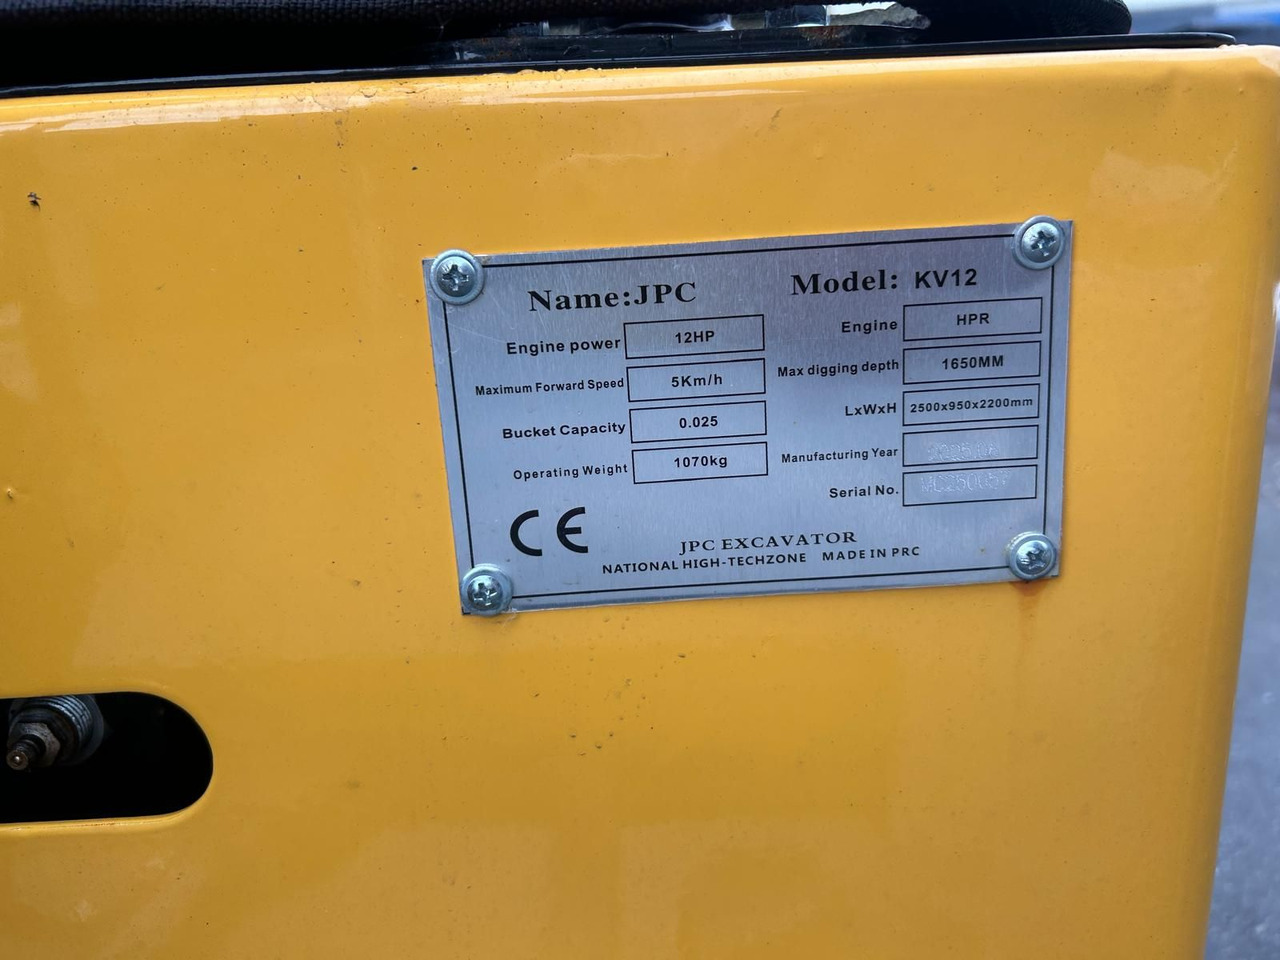 Name:JPC Model: KV12
Engine power 12HP Engine HPR
Maximum Forward Speed 5Km/h Max digging depth 1650MM
Bucket Capacity 0.025 LxWxH 2500x950x2200mm
Operating Weight 1070kg Manufacturing Year
Serial No.
CE
JPC EXCAVATOR
NATIONAL HIGH-TECHZONE MADE IN PRC